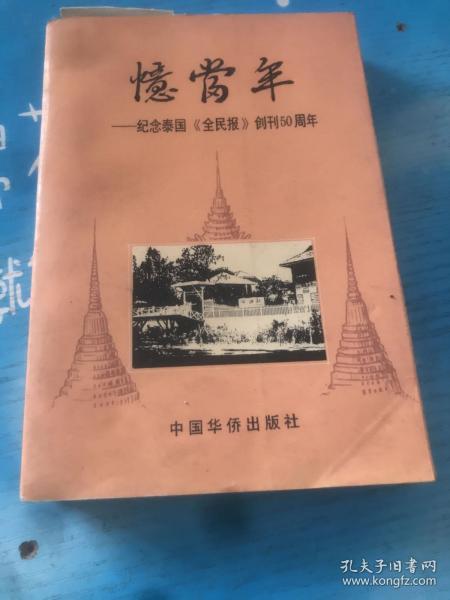 憶當年
——纪念泰国《全民报》创刊50周年
中国华侨出版社
孔夫子旧书网
www.kongfz.com